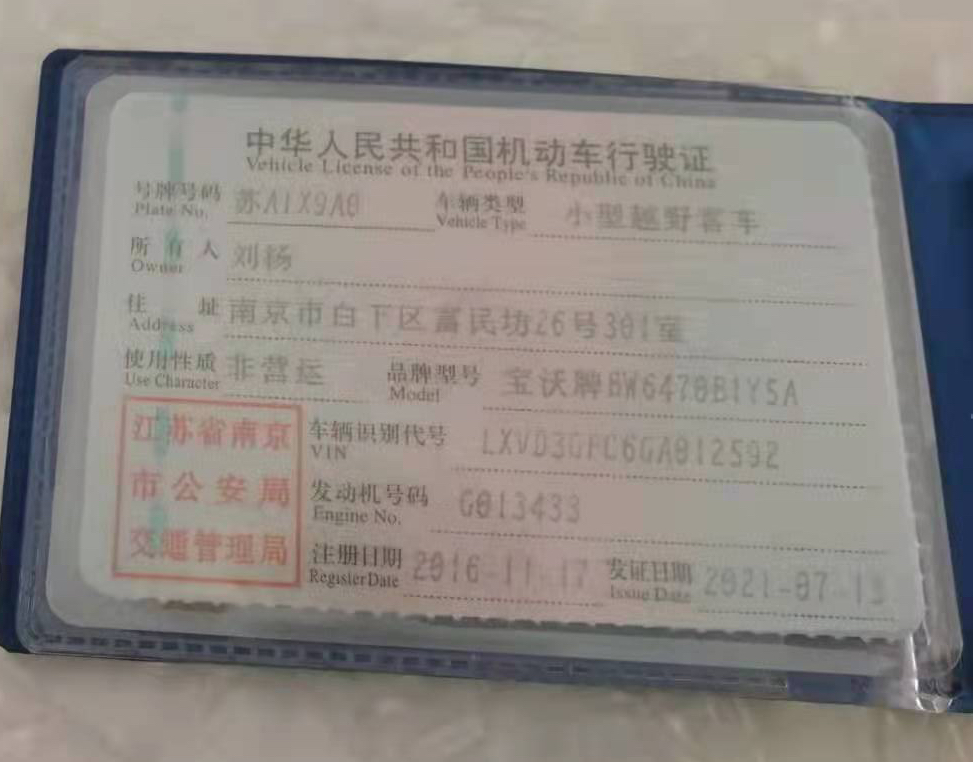 中华人民共和国机动车行驶证
Vehicle License of the People's Republic of China
号牌号码 苏A1X9A0 车辆类型 小型越野客车
Plate No. Vehicle Type
所有人 刘杨
Owner
住址 南京市白下区富民坊26号301室
Address
使用性质 非营运 品牌型号 宝沃牌BW6470B1Y5A
Use Character Model
江苏省南京
市公安局
交通管理局
车辆识别代号 LXVD3GFC6GA012592
VIN
发动机号码 G013433
Engine No.
注册日期 2016-11-17 发证日期 2021-07-13
Register Date Issue Date